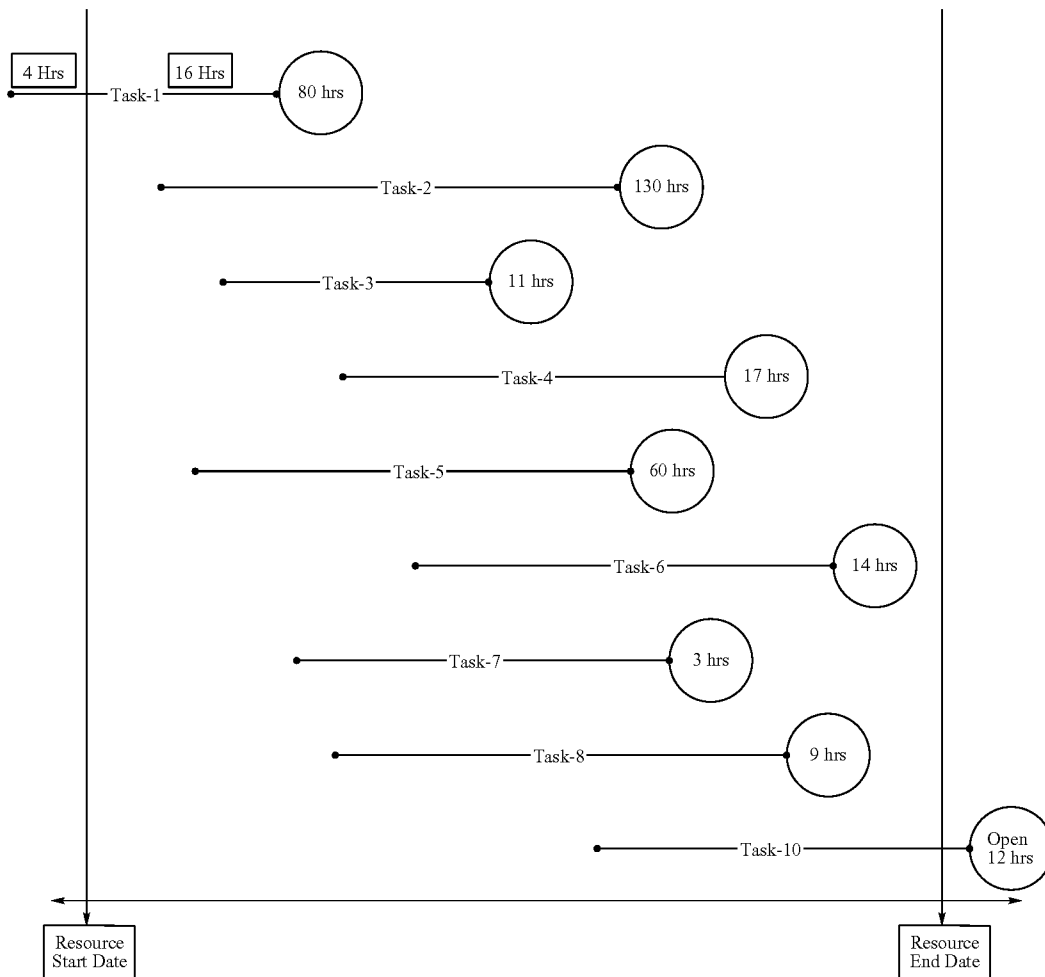 4 Hrs
16 Hrs
Task-1
80 hrs
Task-2
130 hrs
Task-3
11 hrs
Task-4
17 hrs
Task-5
60 hrs
Task-6
14 hrs
Task-7
3 hrs
Task-8
9 hrs
Task-10
Open
12 hrs
Resource
Start Date
Resource
End Date